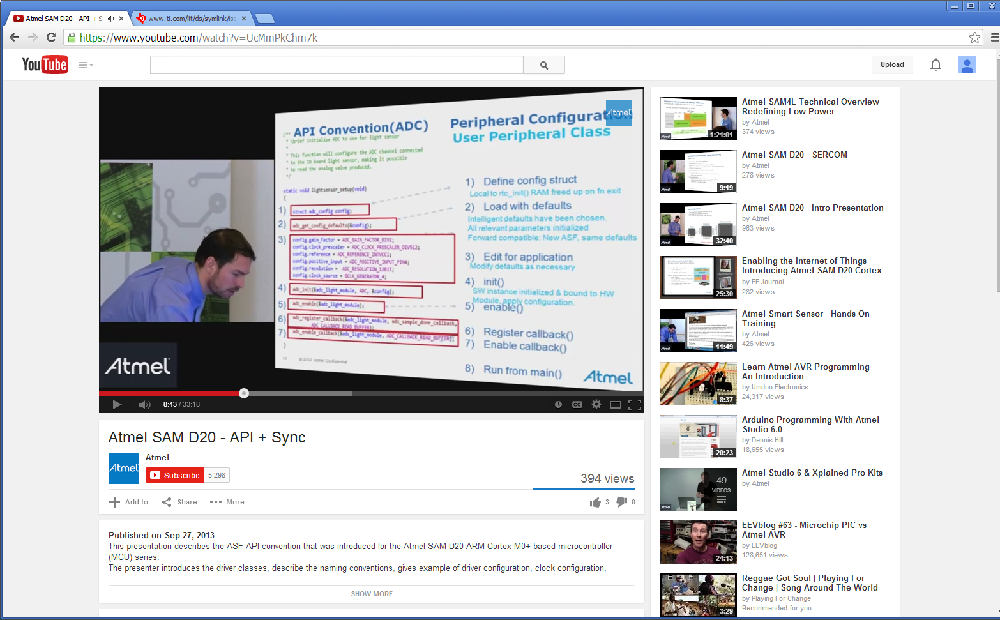 Atmel SAM D20 - API + S
www.ti.com/lit/ds/symlink/iso
https://www.youtube.com/watch?v=UcMmPkChm7k
YouTube
Upload
Atmel
API Convention(ADC)
/**
* \brief Initialize ADC to use for light sensor
*
* This function will configure the ADC channel connected
* to the IO board light sensor, making it possible
* to read the analog value produced.
*/
static void lightsensor_setup(void)
{
1) struct adc_config config;
2) adc_get_config_defaults(&config);
3) config.gain_factor = ADC_GAIN_FACTOR_DIV2;
config.clock_prescaler = ADC_CLOCK_PRESCALER_DIV512;
config.reference = ADC_REFERENCE_INTVCC1;
config.positive_input = ADC_POSITIVE_INPUT_PIN4;
config.resolution = ADC_RESOLUTION_12BIT;
config.clock_source = GCLK_GENERATOR_4;
4) adc_init(&adc_light_module, ADC, &config);
5) adc_enable(&adc_light_module);
6) adc_register_callback(&adc_light_module, adc_sample_done_callback,
ADC_CALLBACK_READ_BUFFER);
7) adc_enable_callback(&adc_light_module, ADC_CALLBACK_READ_BUFFER);
}
© 2012 Atmel Confidential
Peripheral Configuration
User Peripheral Class
1) Define config struct
Local to rtc_init() RAM freed up on fn exit
2) Load with defaults
Intelligent defaults have been chosen.
All relevant parameters initialized
Forward compatible: New ASF, same defaults
3) Edit for application
Modify defaults as necessary
4) init()
SW instance initialized & bound to HW
Module, apply configuration.
5) enable()
6) Register callback()
7) Enable callback()
8) Run from main()
Atmel
Atmel
8:43 / 33:18
CC
Atmel SAM D20 - API + Sync
Atmel
Atmel
Subscribe 5,298
394 views
Add to Share More
3 0
Published on Sep 27, 2013
This presentation describes the ASF API convention that was introduced for the Atmel SAM D20 ARM Cortex-M0+ based microcontroller
(MCU) series.
The presenter introduces the driver classes, describe the naming conventions, gives example of driver configuration, clock configuration,
SHOW MORE
1:21:01
Atmel SAM4L Technical Overview -
Redefining Low Power
by Atmel
374 views
9:19
Atmel SAM D20 - SERCOM
by Atmel
278 views
32:40
Atmel SAM D20 - Intro Presentation
by Atmel
963 views
25:30
Enabling the Internet of Things
Introducing Atmel SAM D20 Cortex
by EE Journal
282 views
11:49
Atmel Smart Sensor - Hands On
Training
by Atmel
426 views
8:37
Learn Atmel AVR Programming -
An Introduction
by Umdoo Electronics
24,317 views
20:23
Arduino Programming With Atmel
Studio 6.0
by Dennis Hill
18,655 views
49
VIDEOS
Atmel Studio 6 & Xplained Pro Kits
by Atmel
24:13
EEVblog #63 - Microchip PIC vs
Atmel AVR
by EEVblog
128,651 views
3:29
Reggae Got Soul | Playing For
Change | Song Around The World
by Playing For Change
Recommended for you